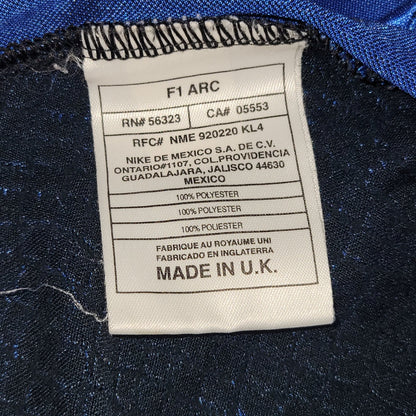 F1 ARC
RN# 56323 CA# 05553
RFC# NME 920220 KL4
NIKE DE MEXICO S.A. DE C.V.
ONTARIO#1107, COL.PROVIDENCIA
GUADALAJARA, JALISCO 44630
MEXICO
100% POLYESTER
100% POLYESTER
100% POLIESTER
FABRIQUE AU ROYAUME UNI
FABRICADO EN INGLATERRA
MADE IN U.K.